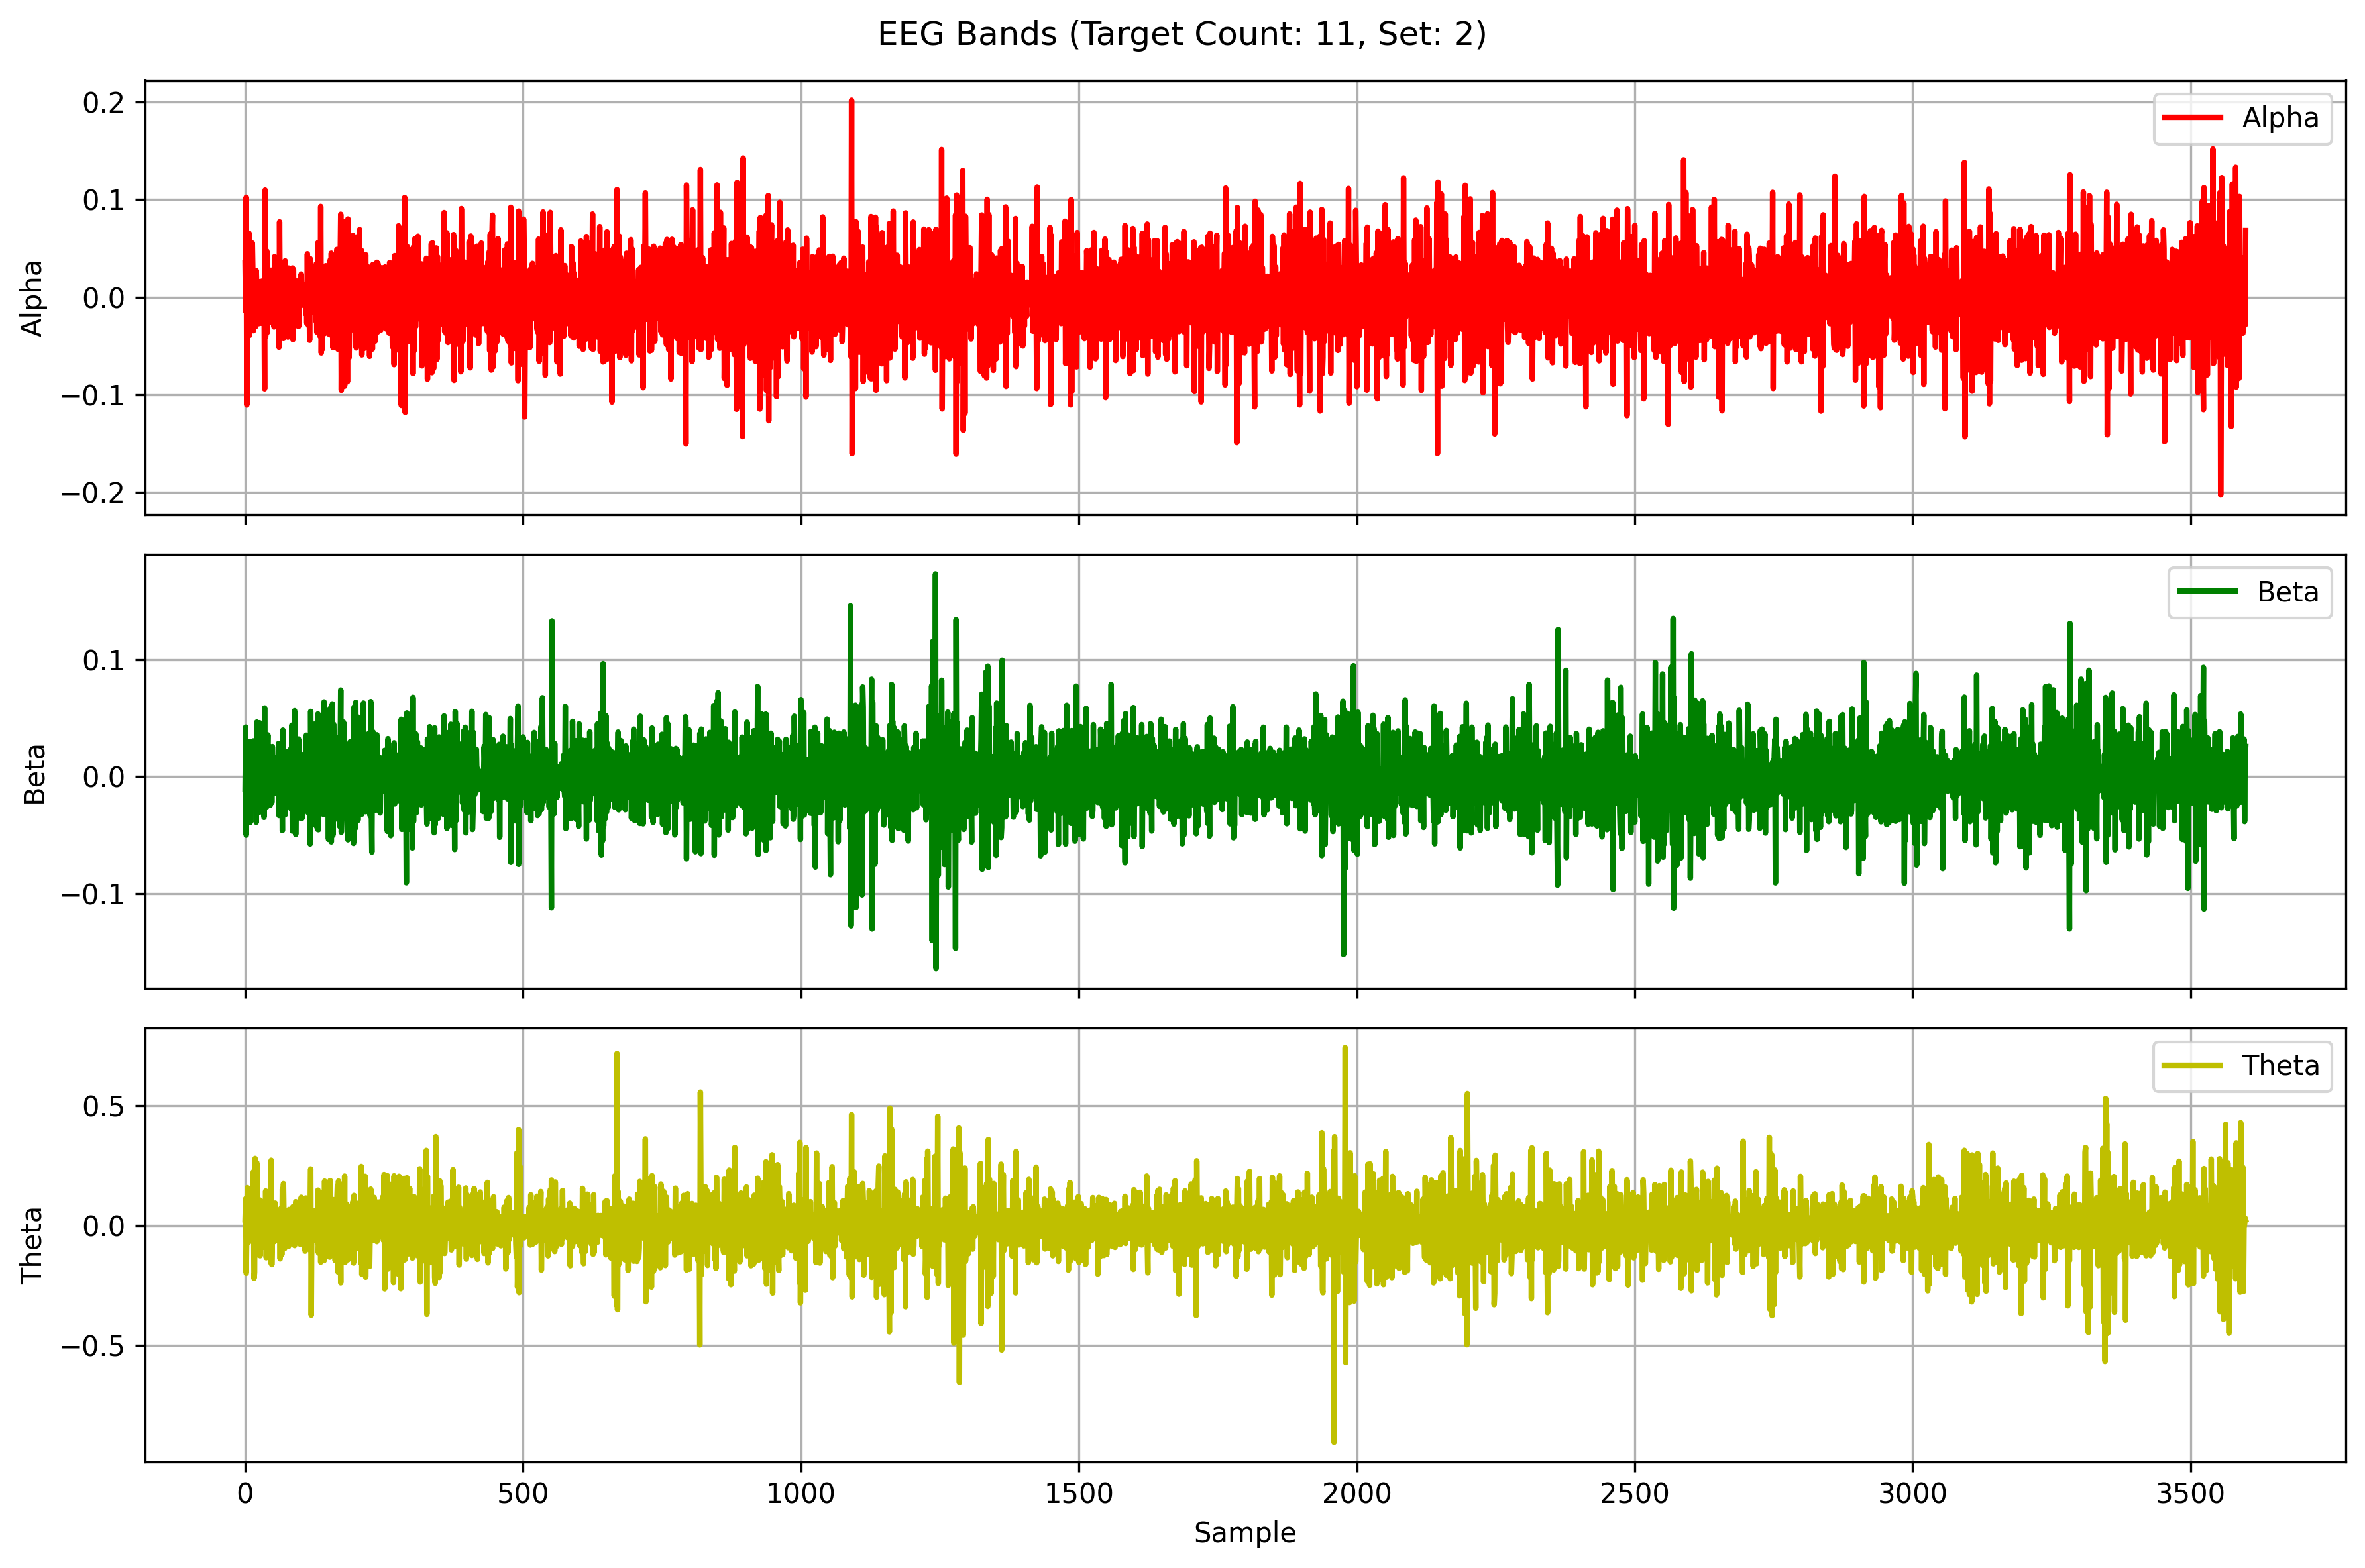 EEG Bands (Target Count: 11, Set: 2)
0.2
0.1
0.0
−0.1
−0.2
Alpha
Alpha
0.1
0.0
−0.1
Beta
Beta
0.5
0.0
−0.5
Theta
Theta
0 500 1000 1500 2000 2500 3000 3500
Sample